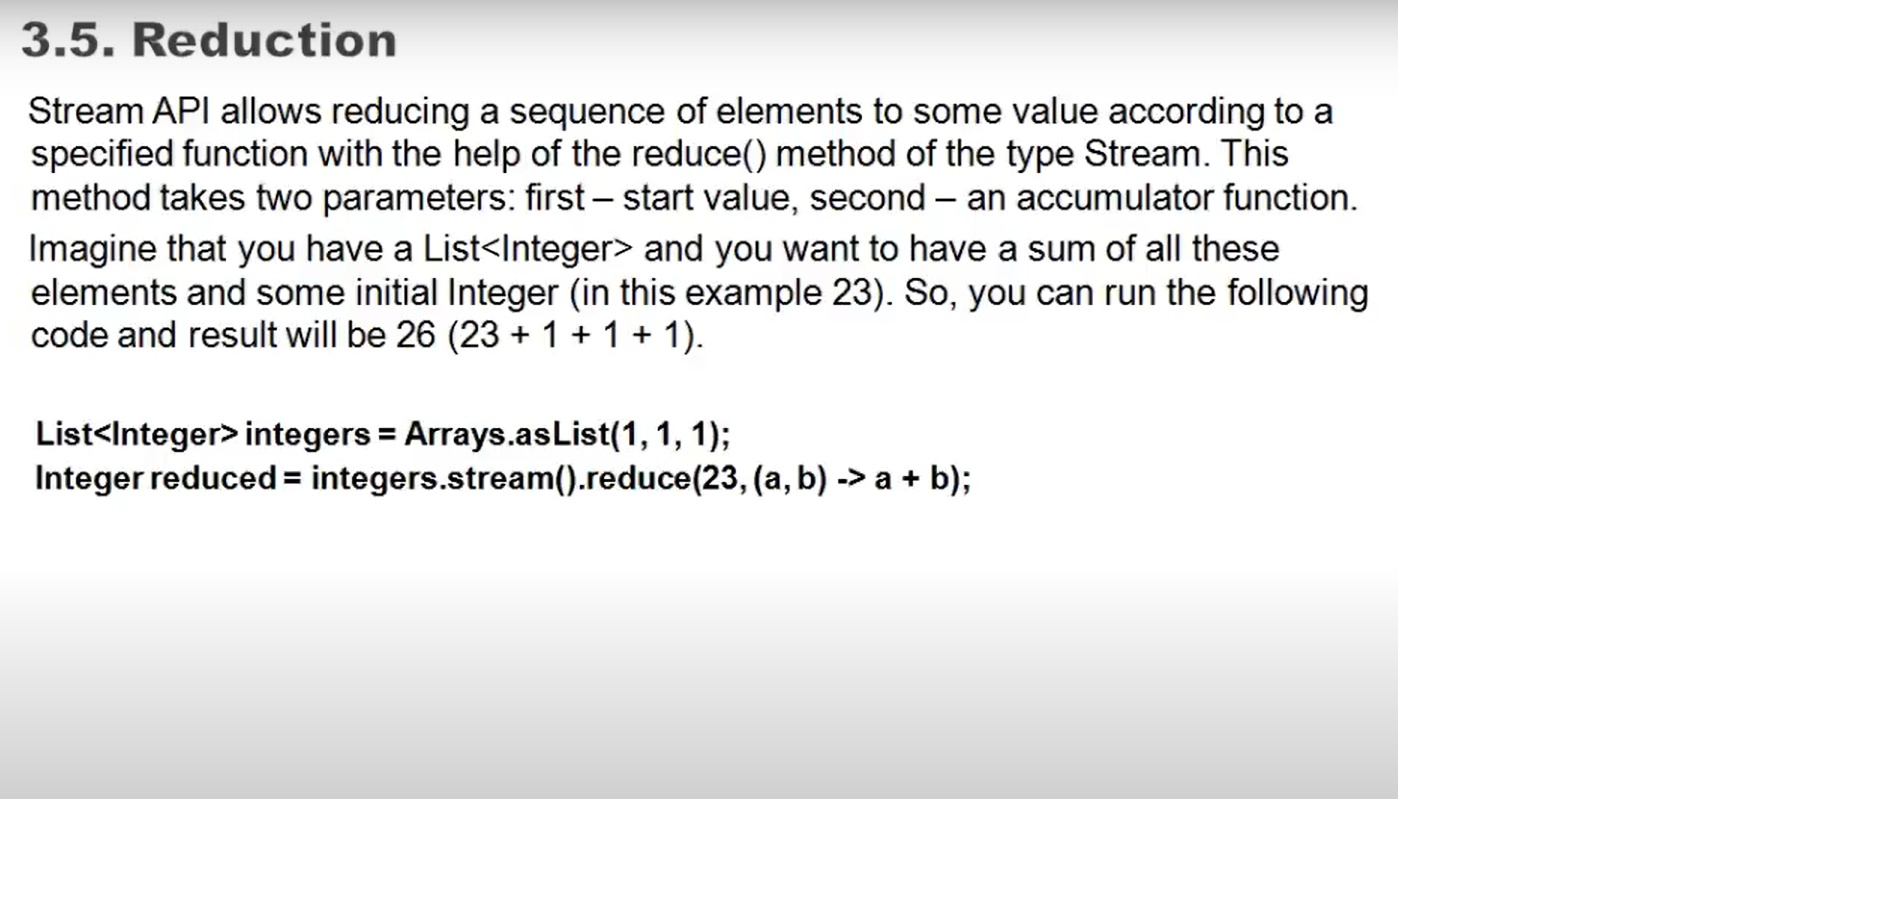 3.5. Reduction
Stream API allows reducing a sequence of elements to some value according to a
specified function with the help of the reduce() method of the type Stream. This
method takes two parameters: first – start value, second – an accumulator function.
Imagine that you have a List<Integer> and you want to have a sum of all these
elements and some initial Integer (in this example 23). So, you can run the following
code and result will be 26 (23 + 1 + 1 + 1).
List<Integer> integers = Arrays.asList(1, 1, 1);
Integer reduced = integers.stream().reduce(23, (a, b) -> a + b);